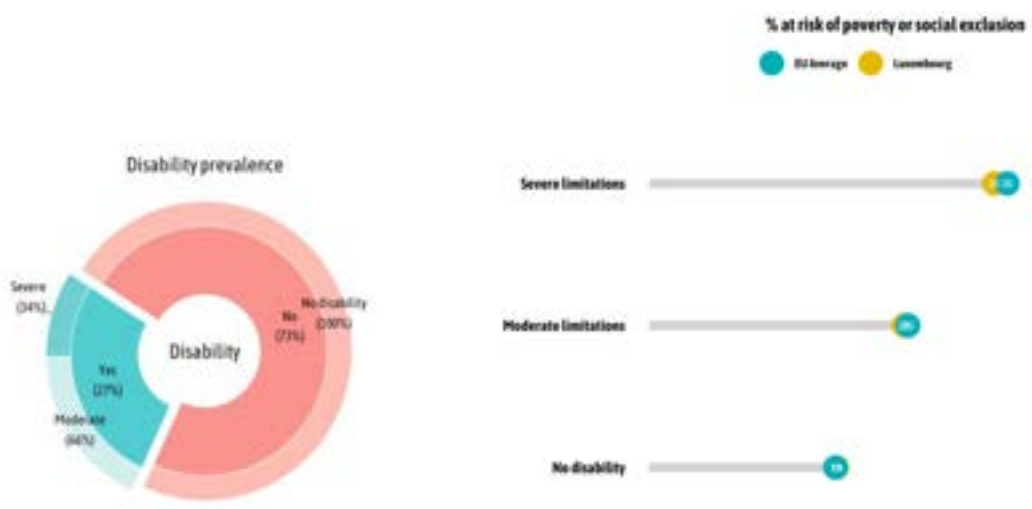 % at risk of poverty or social exclusion
EU Average
Luxembourg
Disability prevalence
Severe limitations
Severe
(34%)
No disability
(100%)
No
(73%)
Moderate limitations
Disability
Yes
(27%)
Moderate
(66%)
No disability